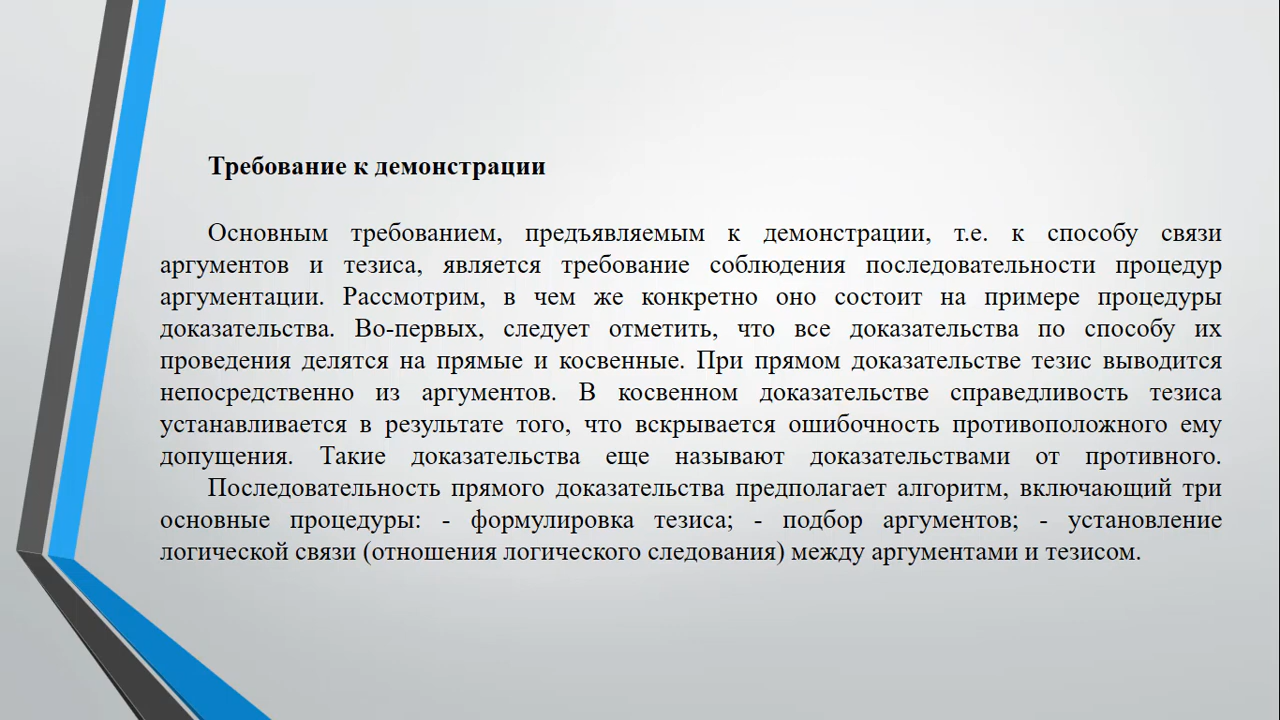 Требование к демонстрации
Основным требованием, предъявляемым к демонстрации, т.е. к способу связи
аргументов и тезиса, является требование соблюдения последовательности процедур
аргументации. Рассмотрим, в чем же конкретно оно состоит на примере процедуры
доказательства. Во-первых, следует отметить, что все доказательства по способу их
проведения делятся на прямые и косвенные. При прямом доказательстве тезис выводится
непосредственно из аргументов. В косвенном доказательстве справедливость тезиса
устанавливается в результате того, что вскрывается ошибочность противоположного ему
допущения. Такие доказательства еще называют доказательствами от противного.
Последовательность прямого доказательства предполагает алгоритм, включающий три
основные процедуры: - формулировка тезиса; - подбор аргументов; - установление
логической связи (отношения логического следования) между аргументами и тезисом.